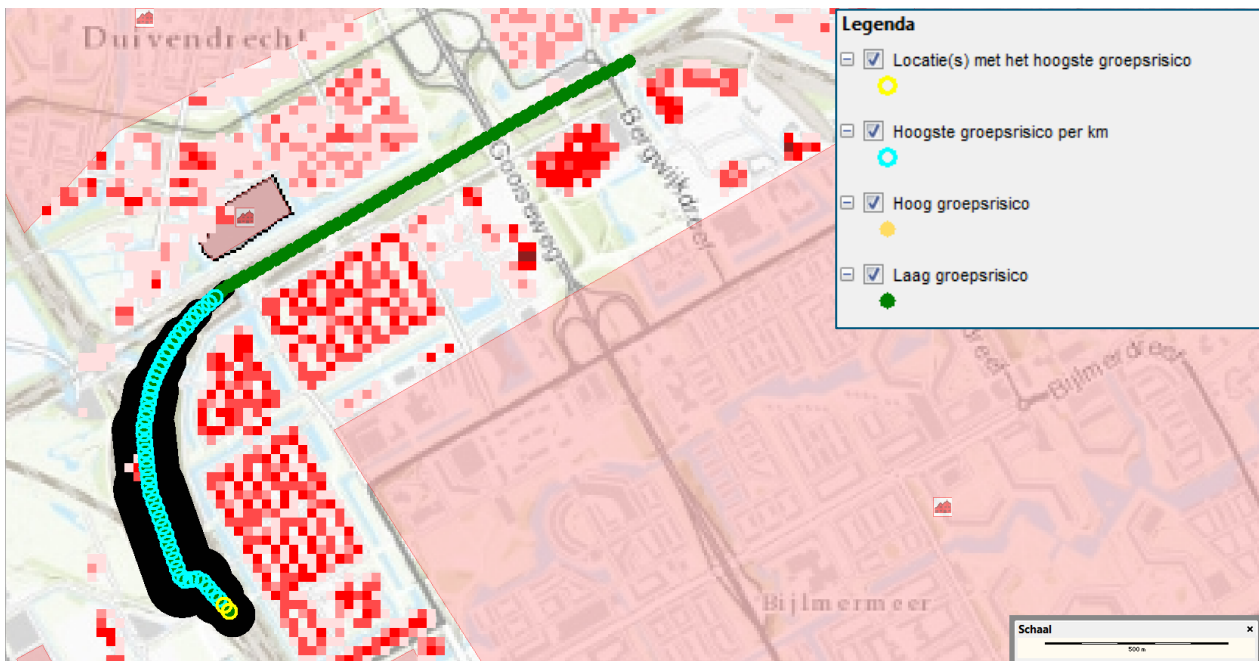 Duivendrecht
Legenda
Locatie(s) met het hoogste groepsrisico
Hoogste groepsrisico per km
Hoog groepsrisico
Laag groepsrisico
Gooiseweg
Bergwijkdreef
dreef
Bijlmerdreef
Bijlmermeer
Schaal
×
500 m